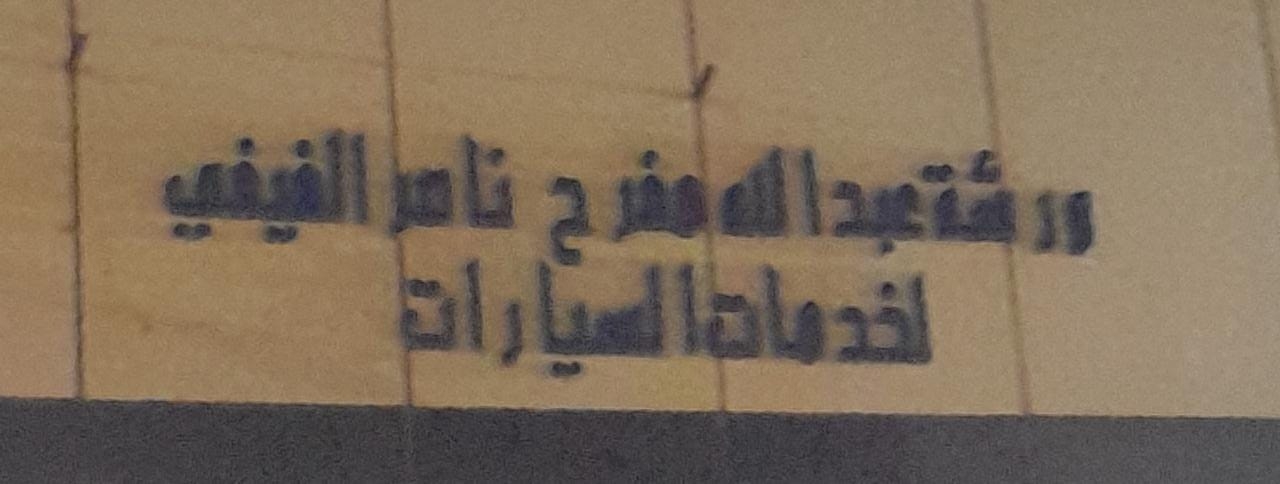 ورشة عبدالله مفرح ناصر الفيفي
لخدمات السيارات